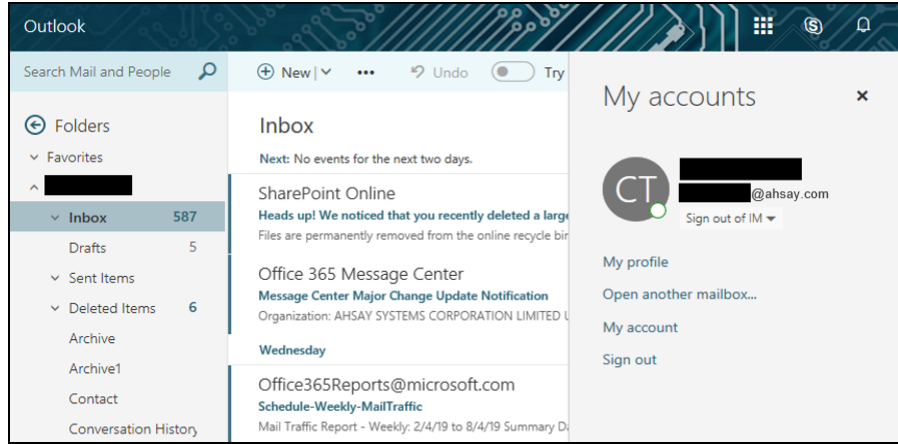 Outlook
Search Mail and People
New
Undo
Try
Folders
Favorites
Inbox 587
Drafts 5
Sent Items
Deleted Items 6
Archive
Archive1
Contact
Conversation History
Inbox
Next: No events for the next two days.
SharePoint Online
Heads up! We noticed that you recently deleted a large
Files are permanently removed from the online recycle bin
Office 365 Message Center
Message Center Major Change Update Notification
Organization: AHSAY SYSTEMS CORPORATION LIMITED
Wednesday
Office365Reports@microsoft.com
Schedule-Weekly-MailTraffic
Mail Traffic Report - Weekly: 2/4/19 to 8/4/19 Summary
My accounts
CT
@ahsay.com
Sign out of IM
My profile
Open another mailbox...
My account
Sign out